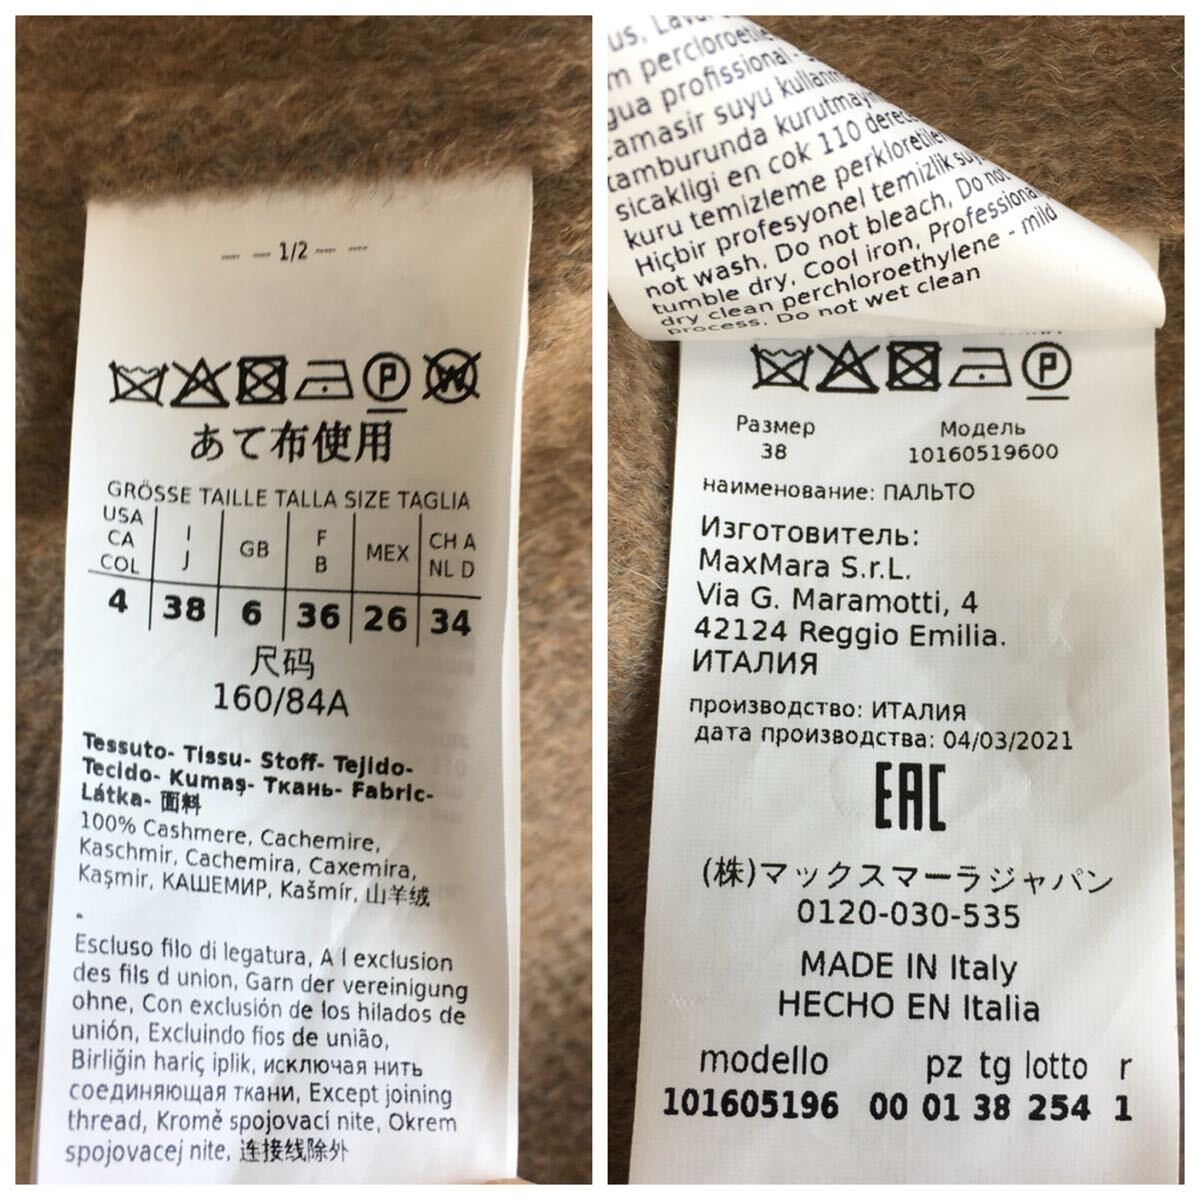 1/2
P W
あて布使用
GRÖSSE TAILLE TALLA SIZE TAGLIA
USA CA COL | I J | GB | F B | MEX | CH A NL D
4 | 38 | 6 | 36 | 26 | 34
尺码
160/84A
Tessuto- Tissu- Stoff- Tejido-
Tecido- Kumaş- Ткань- Fabric-
Látka- 面料
100% Cashmere, Cachemire,
Kaschmir, Cachemira, Caxemira,
Kaşmir, КАШЕМИР, Kašmír, 山羊绒
-
Escluso filo di legatura, A l exclusion
des fils d union, Garn der vereinigung
ohne, Con exclusión de los hilados de
unión, Excluindo fios de união,
Birliğin hariç iplik, исключая нить
соединяющая ткани, Except joining
thread, Kromě spojovací nite, Okrem
spojovacej nite, 连接线除外
gua profissional -
suyu kullanm
tamburunda kurutmayin
sicakligi en cok 110 derece
kuru temizleme perkloretilen
Hiçbir profesyonel temizlik suyu
not wash, Do not bleach, Do not
tumble dry, Cool iron, Professional
dry clean perchloroethylene - mild
process, Do not wet clean
P
Размер Модель
38 10160519600
наименование: ПАЛЬТО
Изготовитель:
MaxMara S.r.L.
Via G. Maramotti, 4
42124 Reggio Emilia.
ИТАЛИЯ
производство: ИТАЛИЯ
дата производства: 04/03/2021
EAC
(株)マックスマーラジャパン
0120-030-535
MADE IN Italy
HECHO EN Italia
modello pz tg lotto r
101605196 00 01 38 254 1